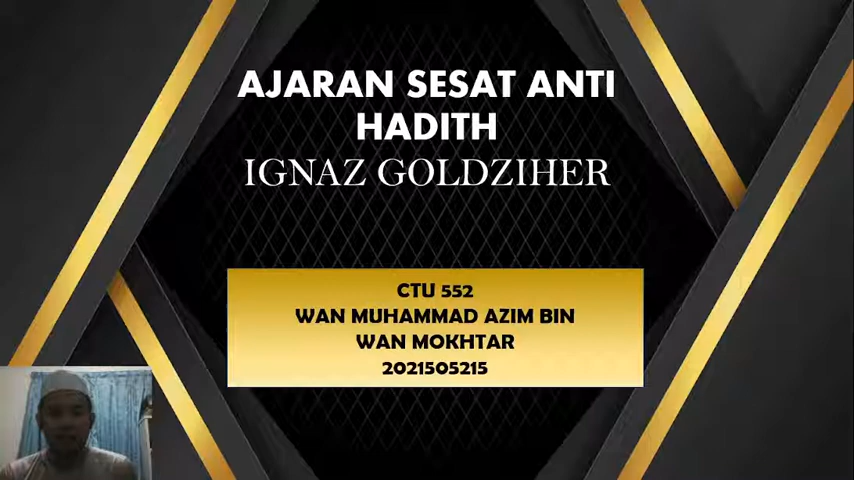 AJARAN SESAT ANTI
HADITH
IGNAZ GOLDZIHER
CTU 552
WAN MUHAMMAD AZIM BIN
WAN MOKHTAR
2021505215